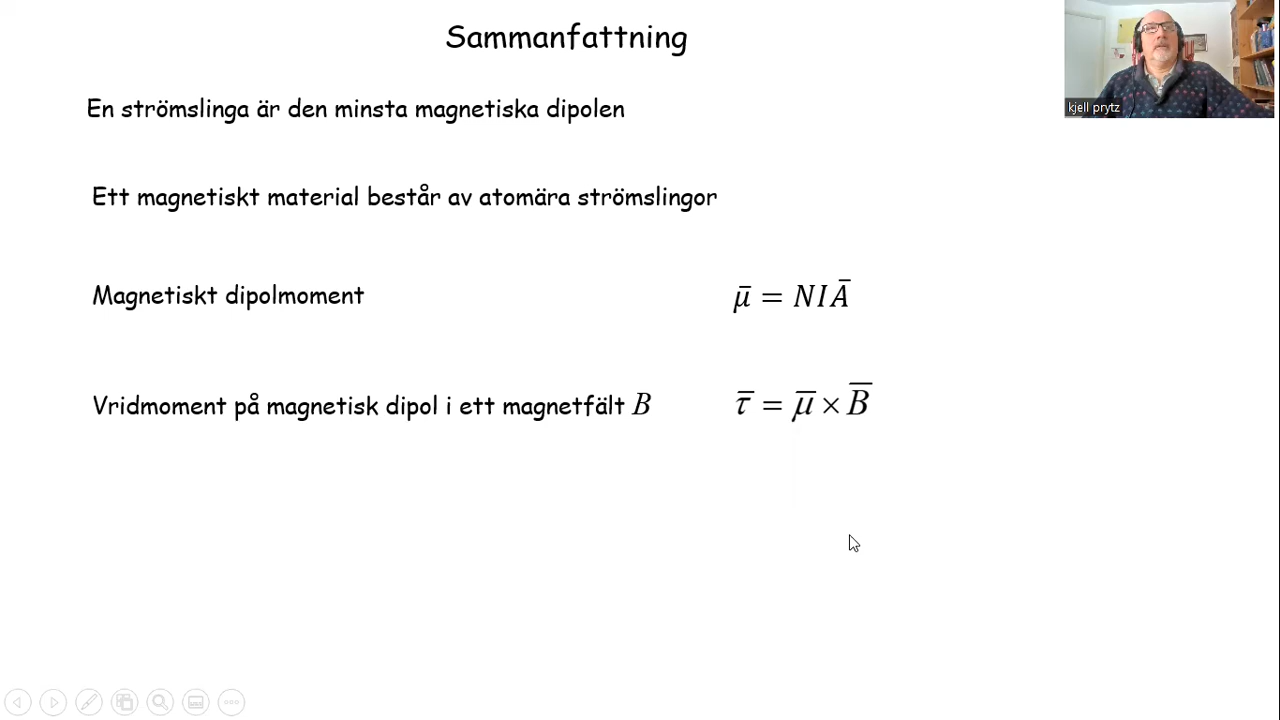 Sammanfattning
kjell prytz
En strömslinga är den minsta magnetiska dipolen
Ett magnetiskt material består av atomära strömslingor
Magnetiskt dipolmoment μ̄ = NIĀ
Vridmoment på magnetisk dipol i ett magnetfält B τ̄ = μ̄ × B̄